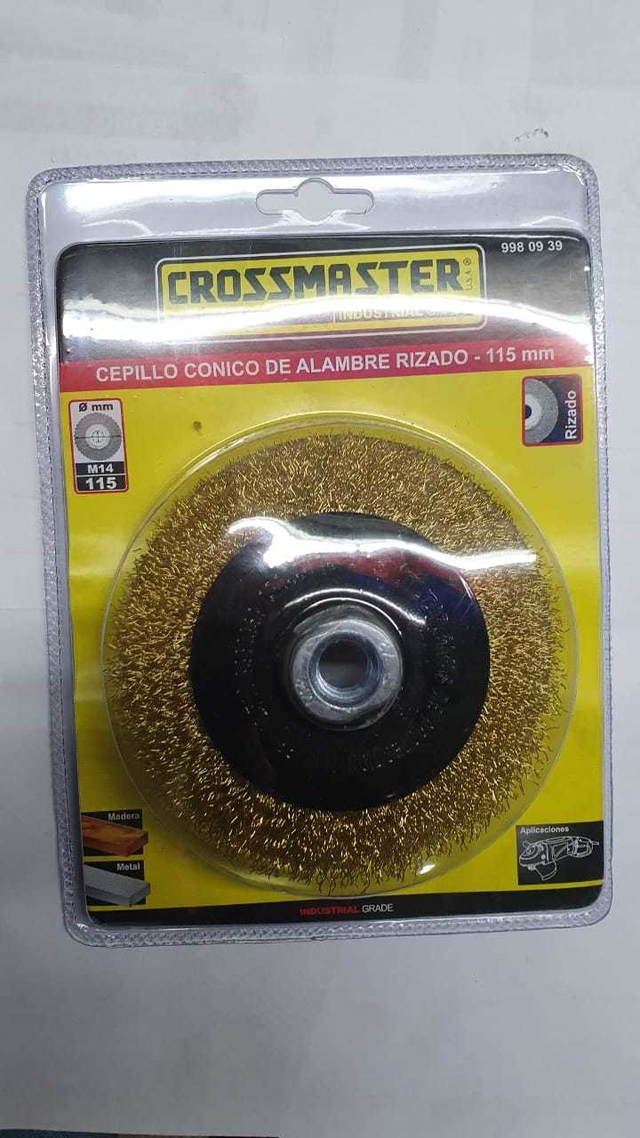 998 09 39
CROSSMASTER
U.S.A.®
INDUSTRIAL
CEPILLO CONICO DE ALAMBRE RIZADO - 115 mm
Ø mm
M14
115
Rizado
Madera
Metal
Aplicaciones
INDUSTRIAL GRADE